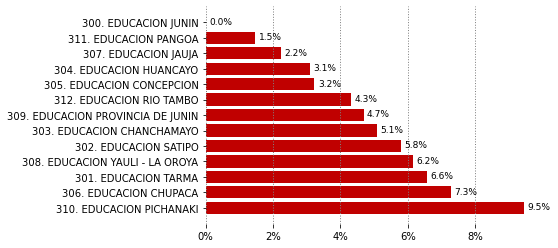 300. EDUCACION JUNIN 0.0%
311. EDUCACION PANGOA 1.5%
307. EDUCACION JAUJA 2.2%
304. EDUCACION HUANCAYO 3.1%
305. EDUCACION CONCEPCION 3.2%
312. EDUCACION RIO TAMBO 4.3%
309. EDUCACION PROVINCIA DE JUNIN 4.7%
303. EDUCACION CHANCHAMAYO 5.1%
302. EDUCACION SATIPO 5.8%
308. EDUCACION YAULI - LA OROYA 6.2%
301. EDUCACION TARMA 6.6%
306. EDUCACION CHUPACA 7.3%
310. EDUCACION PICHANAKI 9.5%
0% 2% 4% 6% 8%